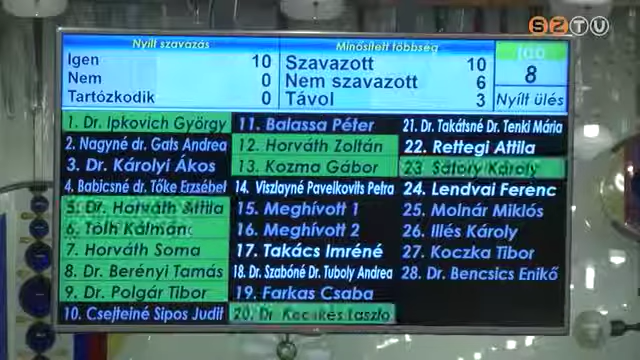 SZTV
Nyílt szavazás
Igen 10
Nem 0
Tartózkodik 0
Minősített többség
Szavazott 10
Nem szavazott 6
Távol 3
8
Nyílt ülés
1. Dr. Ipkovich György
2. Nagyné dr. Gats Andrea
3. Dr. Károlyi Ákos
4. Babicsné dr. Tőke Erzsébet
5. Dr. Horváth Attila
6. Tóth Kálmán
7. Horváth Soma
8. Dr. Berényi Tamás
9. Dr. Polgár Tibor
10. Csejteiné Sipos Judit
11. Balassa Péter
12. Horváth Zoltán
13. Kozma Gábor
14. Viszlayné Pavelkovits Petra
15. Meghívott 1
16. Meghívott 2
17. Takács Imréné
18. Dr. Szabóné Dr. Tuboly Andrea
19. Farkas Csaba
20. Dr. Kecskés László
21. Dr. Takátsné Dr. Tenki Mária
22. Rettegi Attila
23. Sátory Károly
24. Lendvai Ferenc
25. Molnár Miklós
26. Illés Károly
27. Koczka Tibor
28. Dr. Bencsics Enikő